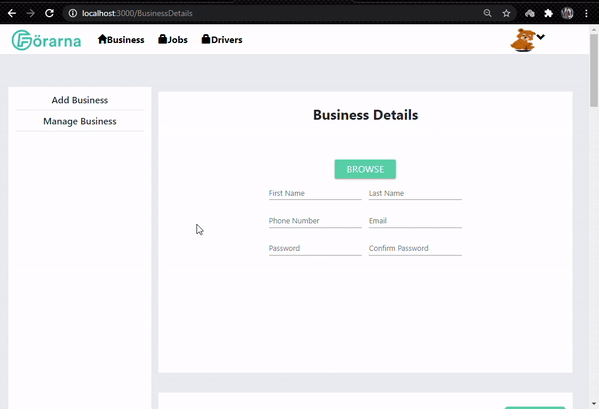 localhost:3000/BusinessDetails
Förarna
Business
Jobs
Drivers
Add Business
Manage Business
Business Details
BROWSE
First Name
Last Name
Phone Number
Email
Password
Confirm Password